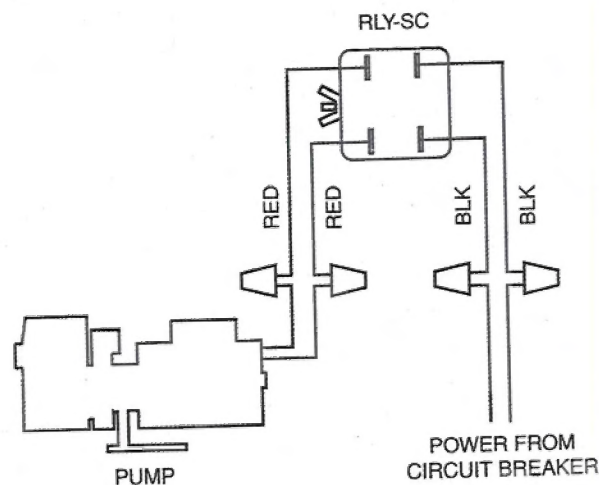 RLY-SC
RED
RED
BLK
BLK
PUMP
POWER FROM
CIRCUIT BREAKER